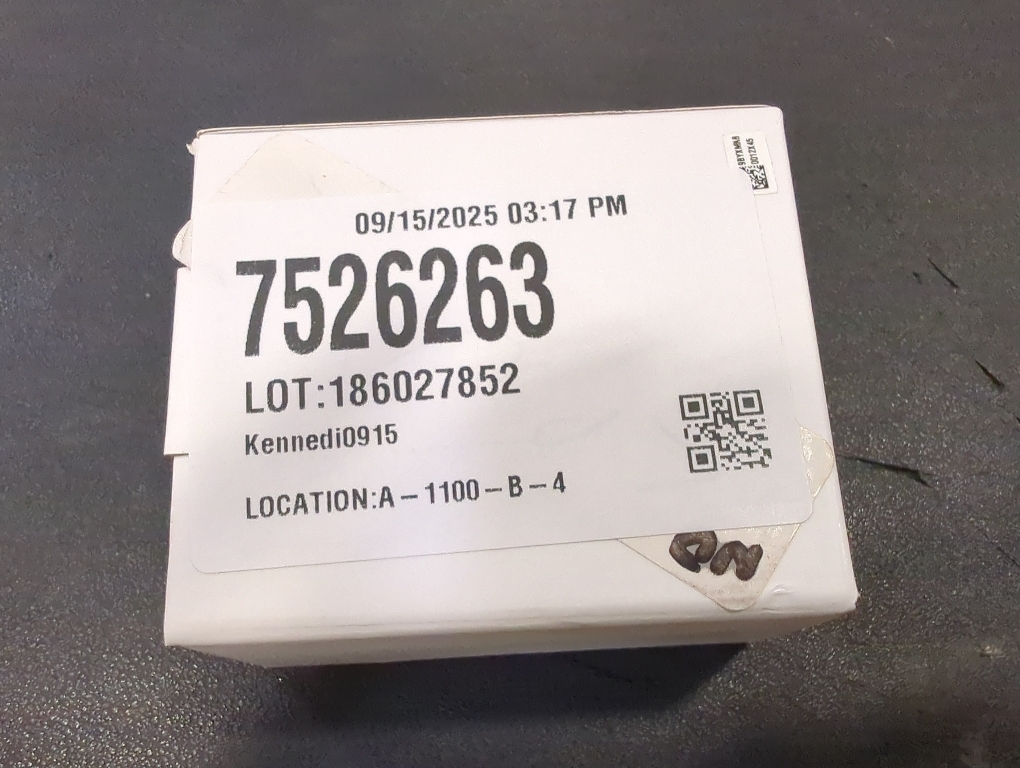 09/15/2025 03:17 PM
7526263
LOT:186027852
Kennedi0915
LOCATION:A-1100-B-4